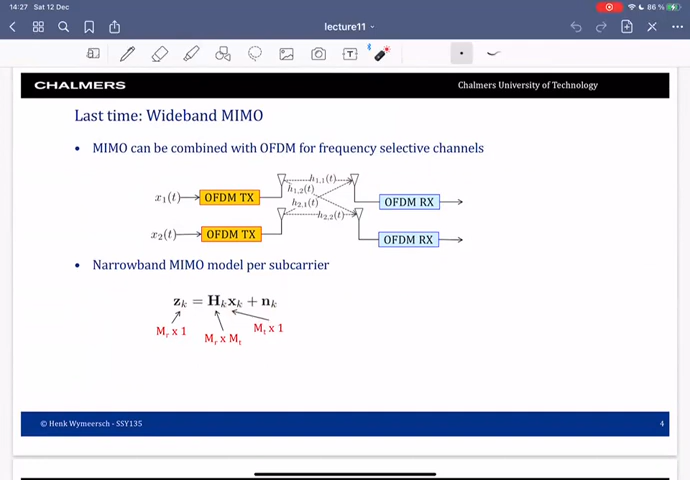 14:27 Sat 12 Dec
86 %
lecture11
CHALMERS
Chalmers University of Technology
Last time: Wideband MIMO
• MIMO can be combined with OFDM for frequency selective channels
h₁,₁(t)
h₁,₂(t)
x₁(t)
OFDM TX
OFDM RX
h₂,₁(t)
h₂,₂(t)
x₂(t)
OFDM TX
OFDM RX
• Narrowband MIMO model per subcarrier
zₖ = Hₖxₖ + nₖ
Mᵣ x 1
Mᵣ x Mₜ
Mₜ x 1
© Henk Wymeersch - SSY135
4